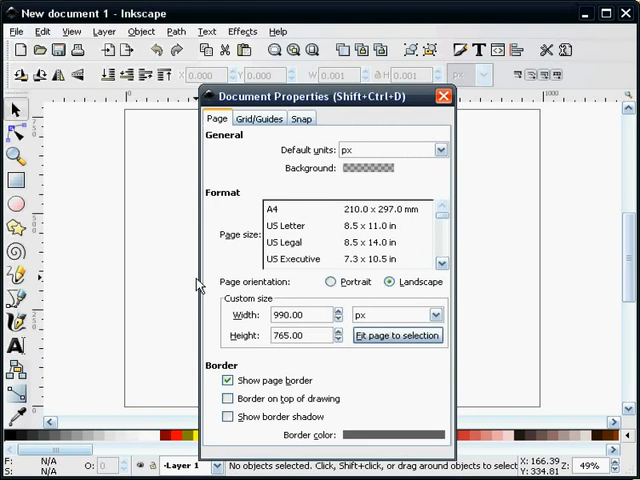 New document 1 - Inkscape
File Edit View Layer Object Path Text Effects Help
X 0.000 Y 0.000 W 0.001 H 0.001 px
Document Properties (Shift+Ctrl+D)
0 1000
Page Grid/Guides Snap
General
Default units: px
Background:
Format
Page size:
A4 210.0 x 297.0 mm
US Letter 8.5 x 11.0 in
US Legal 8.5 x 14.0 in
US Executive 7.3 x 10.5 in
Page orientation: Portrait Landscape
Custom size
Width: 990.00 px
Height: 765.00 Fit page to selection
Border
Show page border
Border on top of drawing
Show border shadow
Border color:
F: N/A
S: N/A
O: 0
-Layer 1
No objects selected. Click, Shift+click, or drag around objects to select
X: 166.39
Y: 334.81
Z: 49%